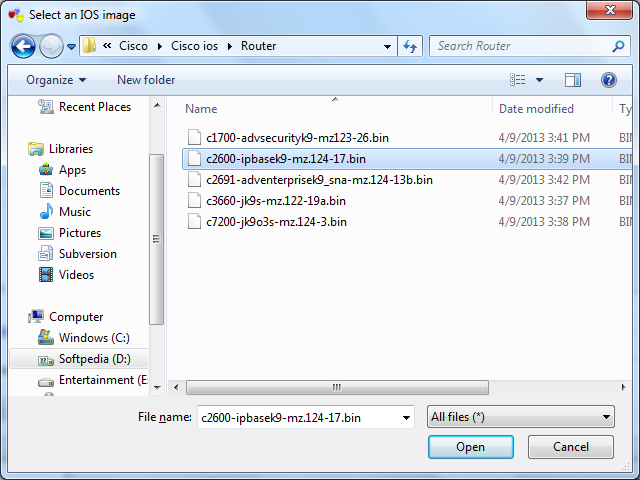 Select an IOS image
« Cisco Cisco ios Router Search Router
Organize New folder
Recent Places
Libraries
Apps
Documents
Music
Pictures
Subversion
Videos
Computer
Windows (C:)
Softpedia (D:)
Entertainment (E
Name Date modified Ty
c1700-advsecurityk9-mz123-26.bin 4/9/2013 3:41 PM BIN
c2600-ipbasek9-mz.124-17.bin 4/9/2013 3:39 PM BIN
c2691-adventerprisek9_sna-mz.124-13b.bin 4/9/2013 3:42 PM BIN
c3660-jk9s-mz.122-19a.bin 4/9/2013 3:37 PM BIN
c7200-jk9o3s-mz.124-3.bin 4/9/2013 3:38 PM BIN
File name: c2600-ipbasek9-mz.124-17.bin All files (*)
Open Cancel